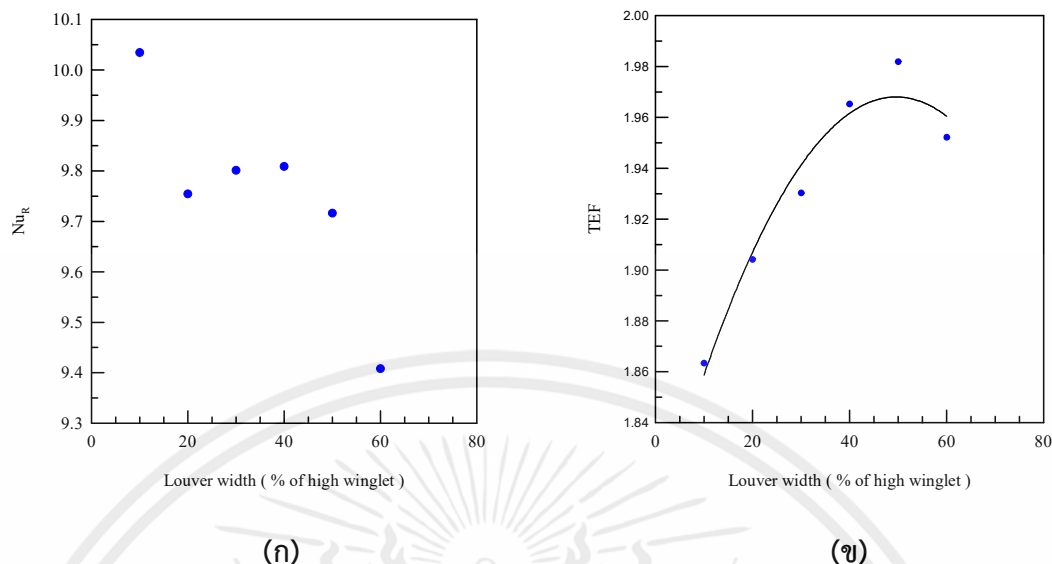 10.1
10.0
9.9
9.8
9.7
9.6
9.5
9.4
9.3
0 20 40 60 80
Nu_R
Louver width ( % of high winglet )
(ก)
2.00
1.98
1.96
1.94
1.92
1.90
1.88
1.86
1.84
0 20 40 60 80
TEF
Louver width ( % of high winglet )
(ข)